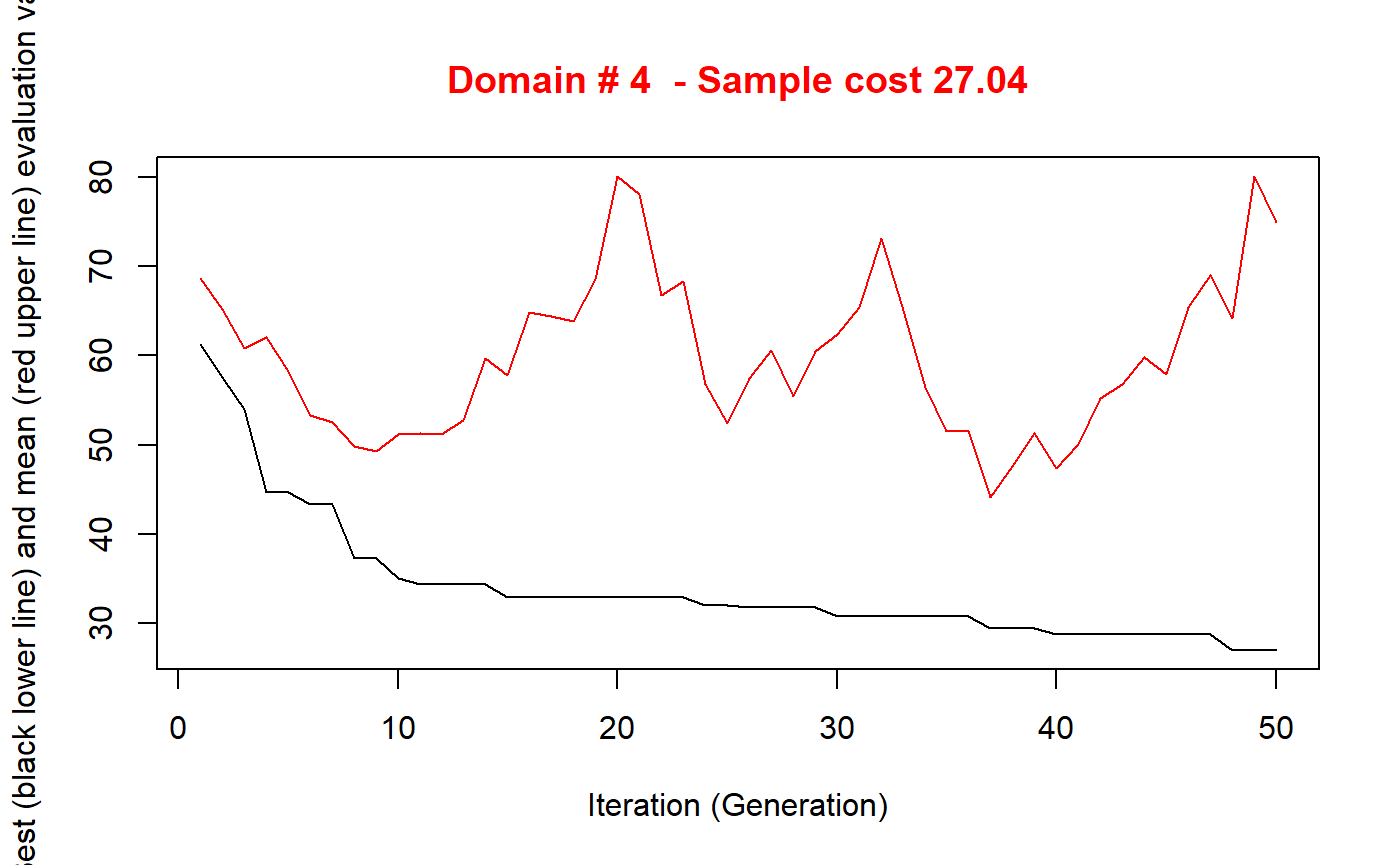 Domain # 4  - Sample cost 27.04
(black lower line) and mean (red upper line) evaluation
80
70
60
50
40
30
0 10 20 30 40 50
Iteration (Generation)